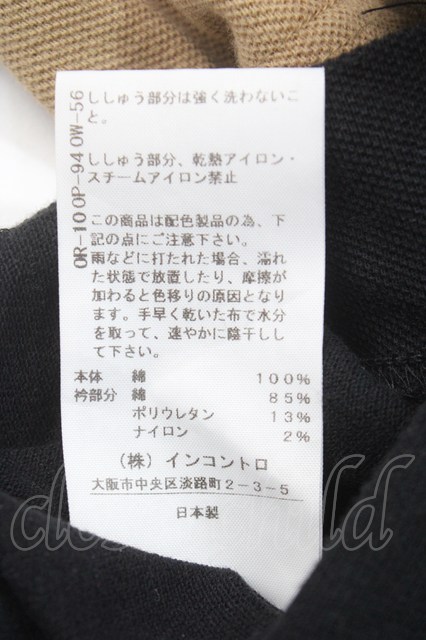 ししゅう部分は強く洗わないこ
と。
ししゅう部分、乾熱アイロン・
スチームアイロン禁止
この商品は配色製品の為、下
記の点にご注意下さい。
雨などに打たれた場合、濡れ
た状態で放置したり、摩擦が
加わると色移りの原因となり
ます。手早く乾いた布で水分
を取って、速やかに陰干しし
て下さい。
本体 綿 100%
衿部分 綿 85%
ポリウレタン 13%
ナイロン 2%
(株)インコントロ
大阪市中央区淡路町2-3-5
日本製
OR-100P-940W-56